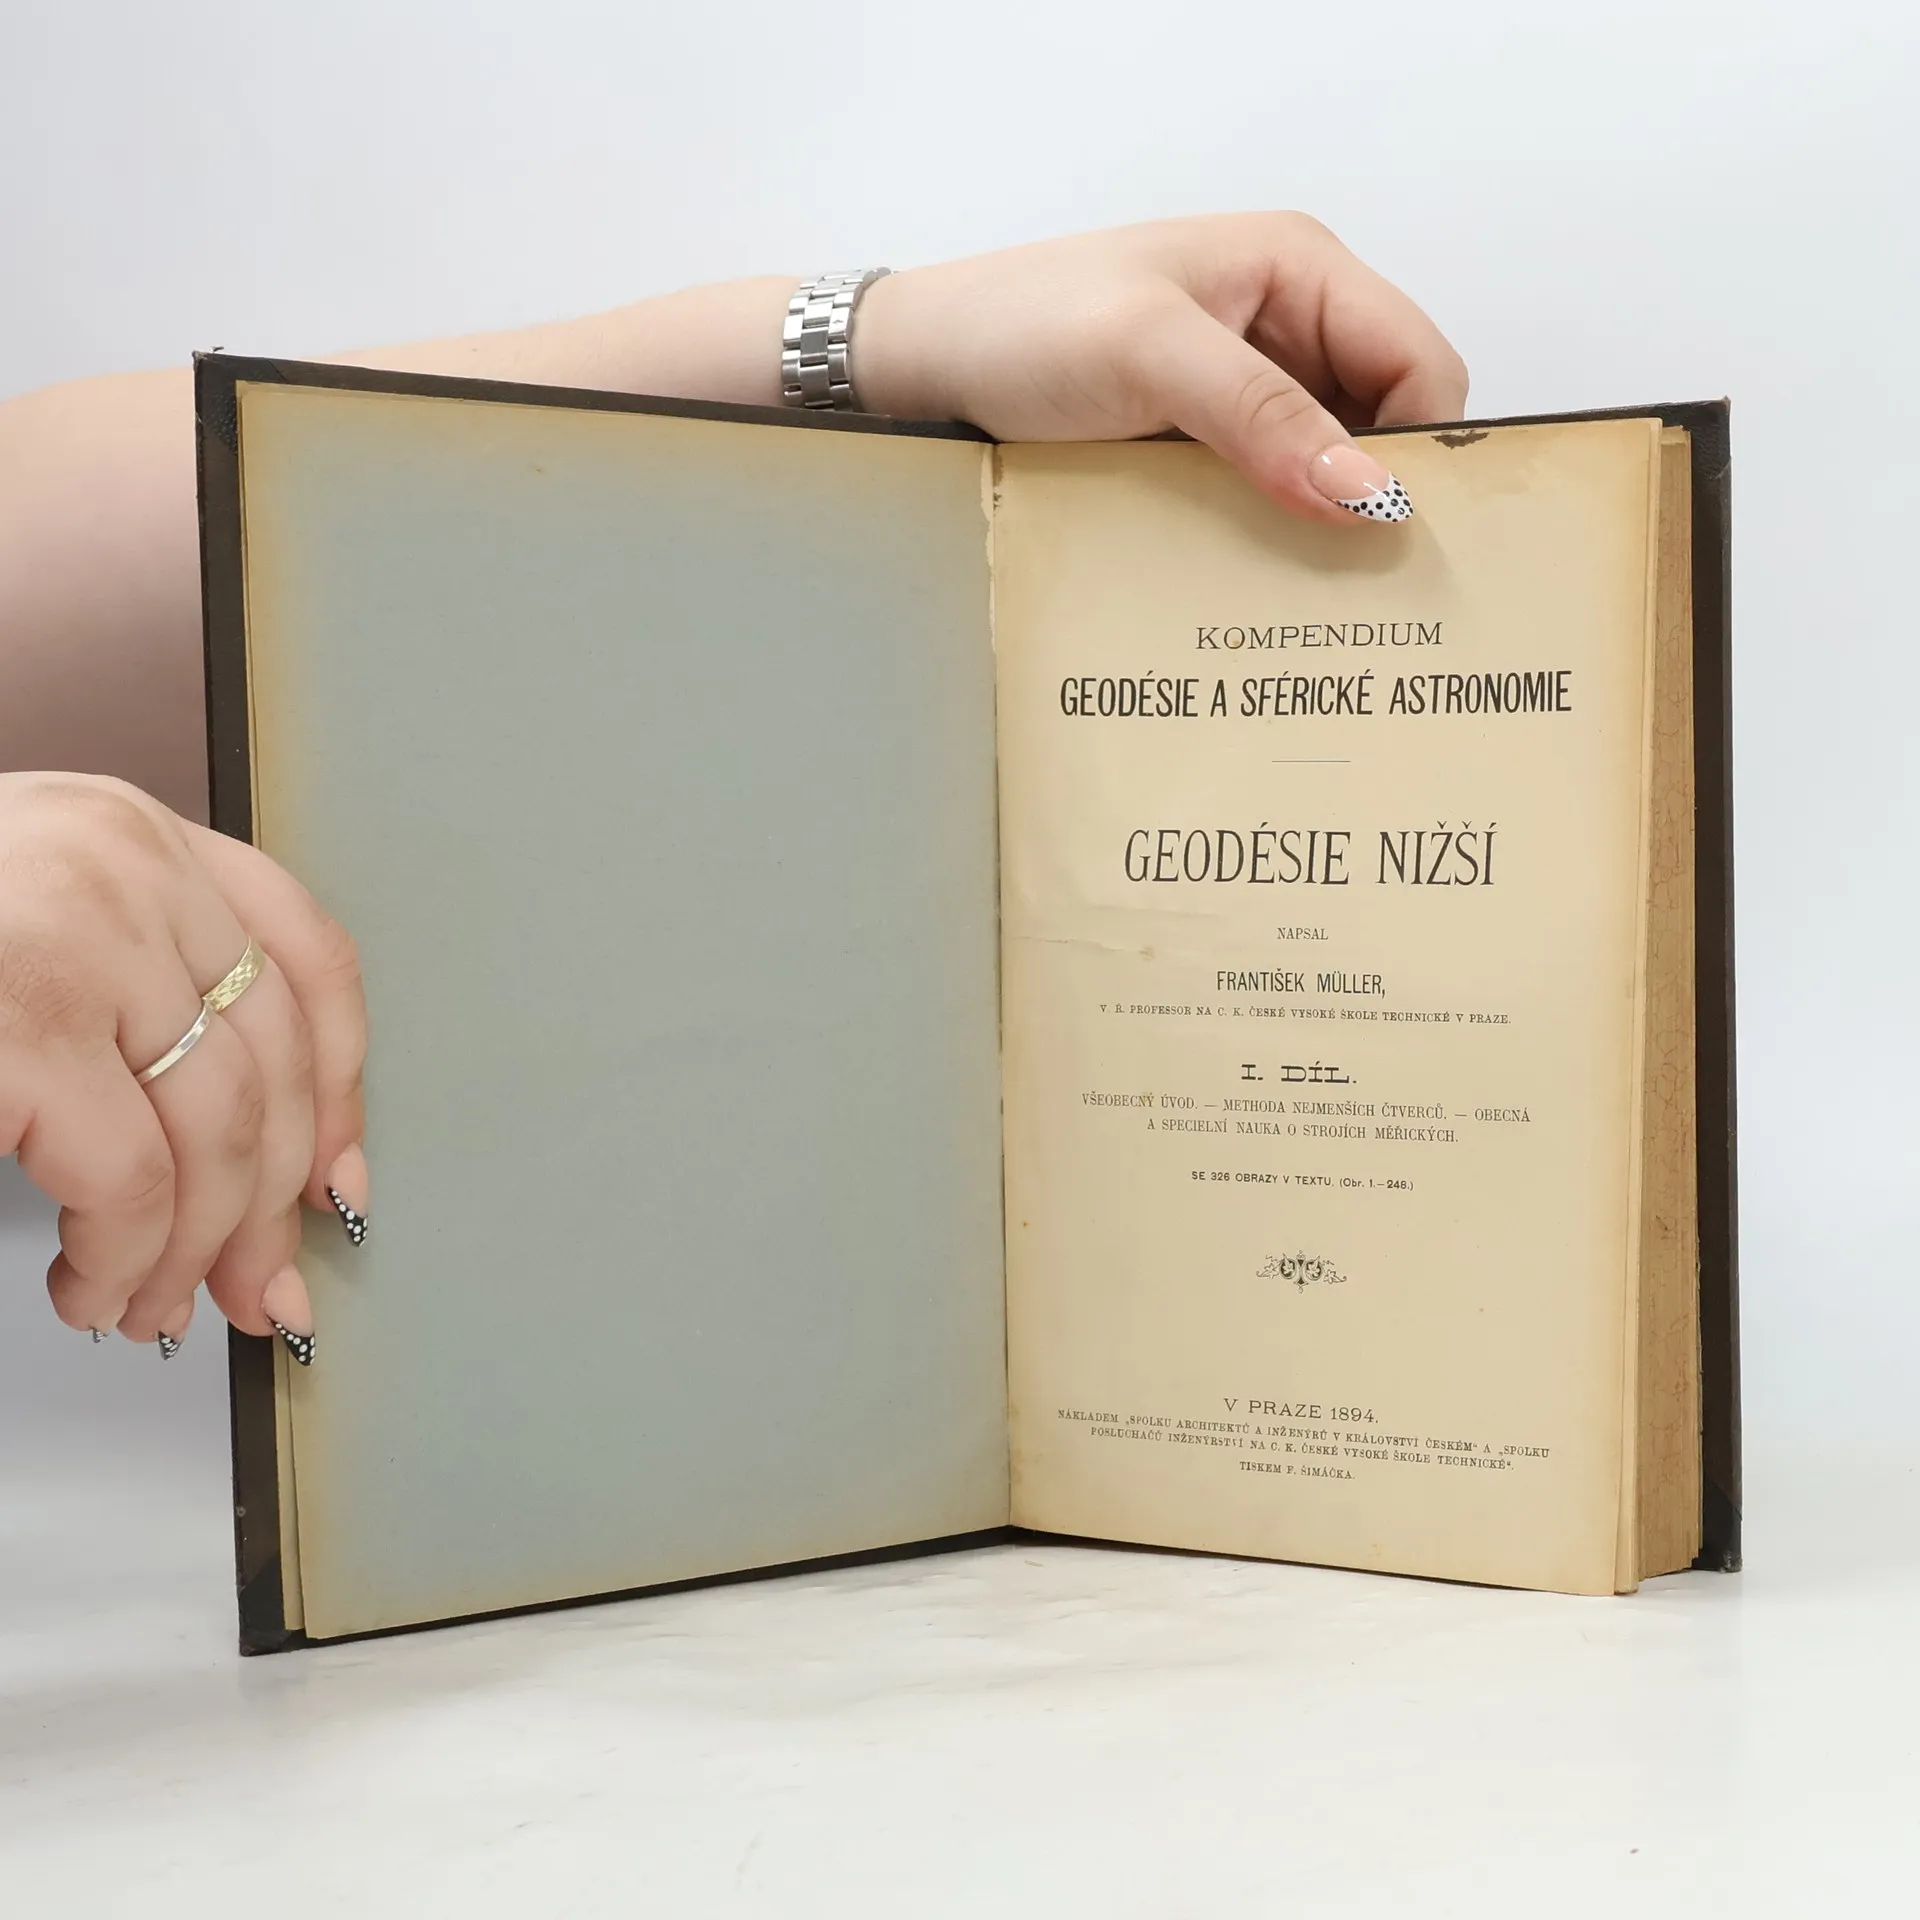 KOMPENDIUM
GEODÉSIE A SFÉRICKÉ ASTRONOMIE
GEODÉSIE NIŽŠÍ
NAPSAL
FRANTIŠEK MÜLLER,
V. Ř. PROFESSOR NA C. K. ČESKÉ VYSOKÉ ŠKOLE TECHNICKÉ V PRAZE.
I. DÍL.
VŠEOBECNÝ ÚVOD. — METHODA NEJMENŠÍCH ČTVERCŮ. — OBECNÁ
A SPECIELNÍ NAUKA O STROJÍCH MĚŘICKÝCH.
SE 326 OBRAZY V TEXTU. (Obr. 1.—246.)
V PRAZE 1894.
NÁKLADEM „SPOLKU ARCHITEKTŮ A INŽENÝRŮ V KRÁLOVSTVÍ ČESKÉM“ A „SPOLKU
POSLUCHAČŮ INŽENÝRSTVÍ NA C. K. ČESKÉ VYSOKÉ ŠKOLE TECHNICKÉ“.
TISKEM F. ŠIMÁČKA.